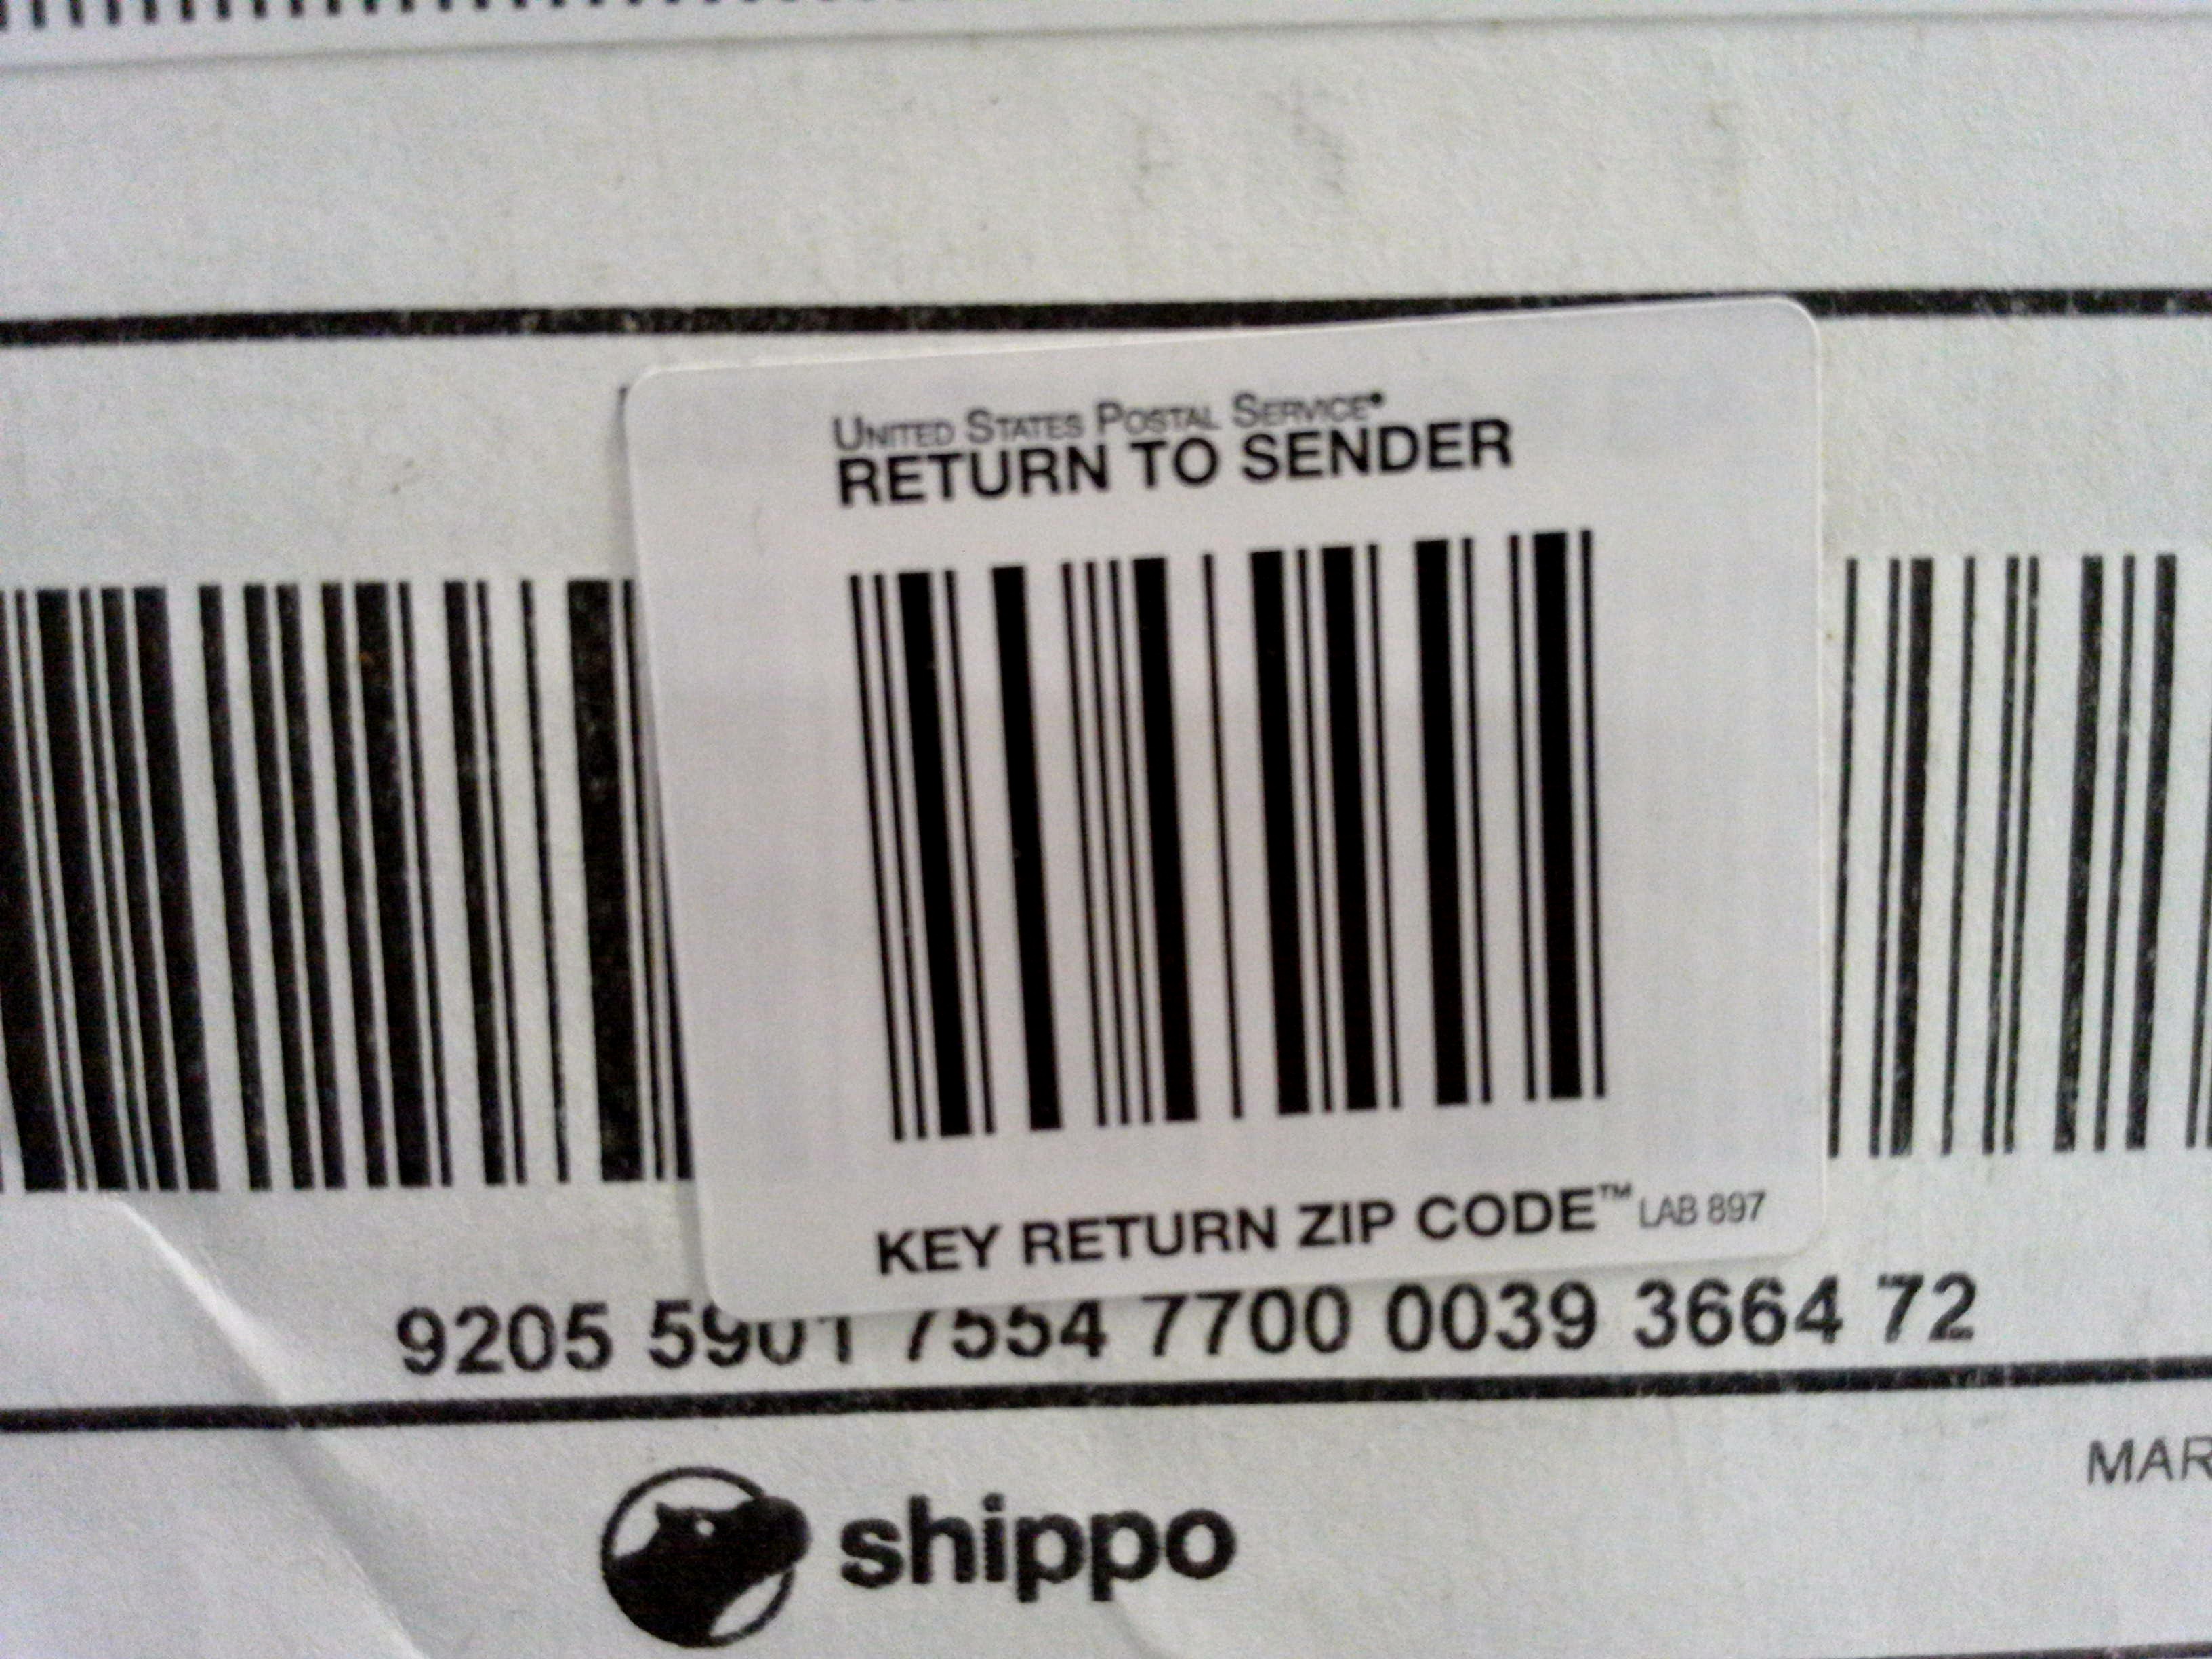 UNITED STATES POSTAL SERVICE®
RETURN TO SENDER
KEY RETURN ZIP CODE™ LAB 897
9205 5901 7554 7700 0039 3664 72
shippo
MAR